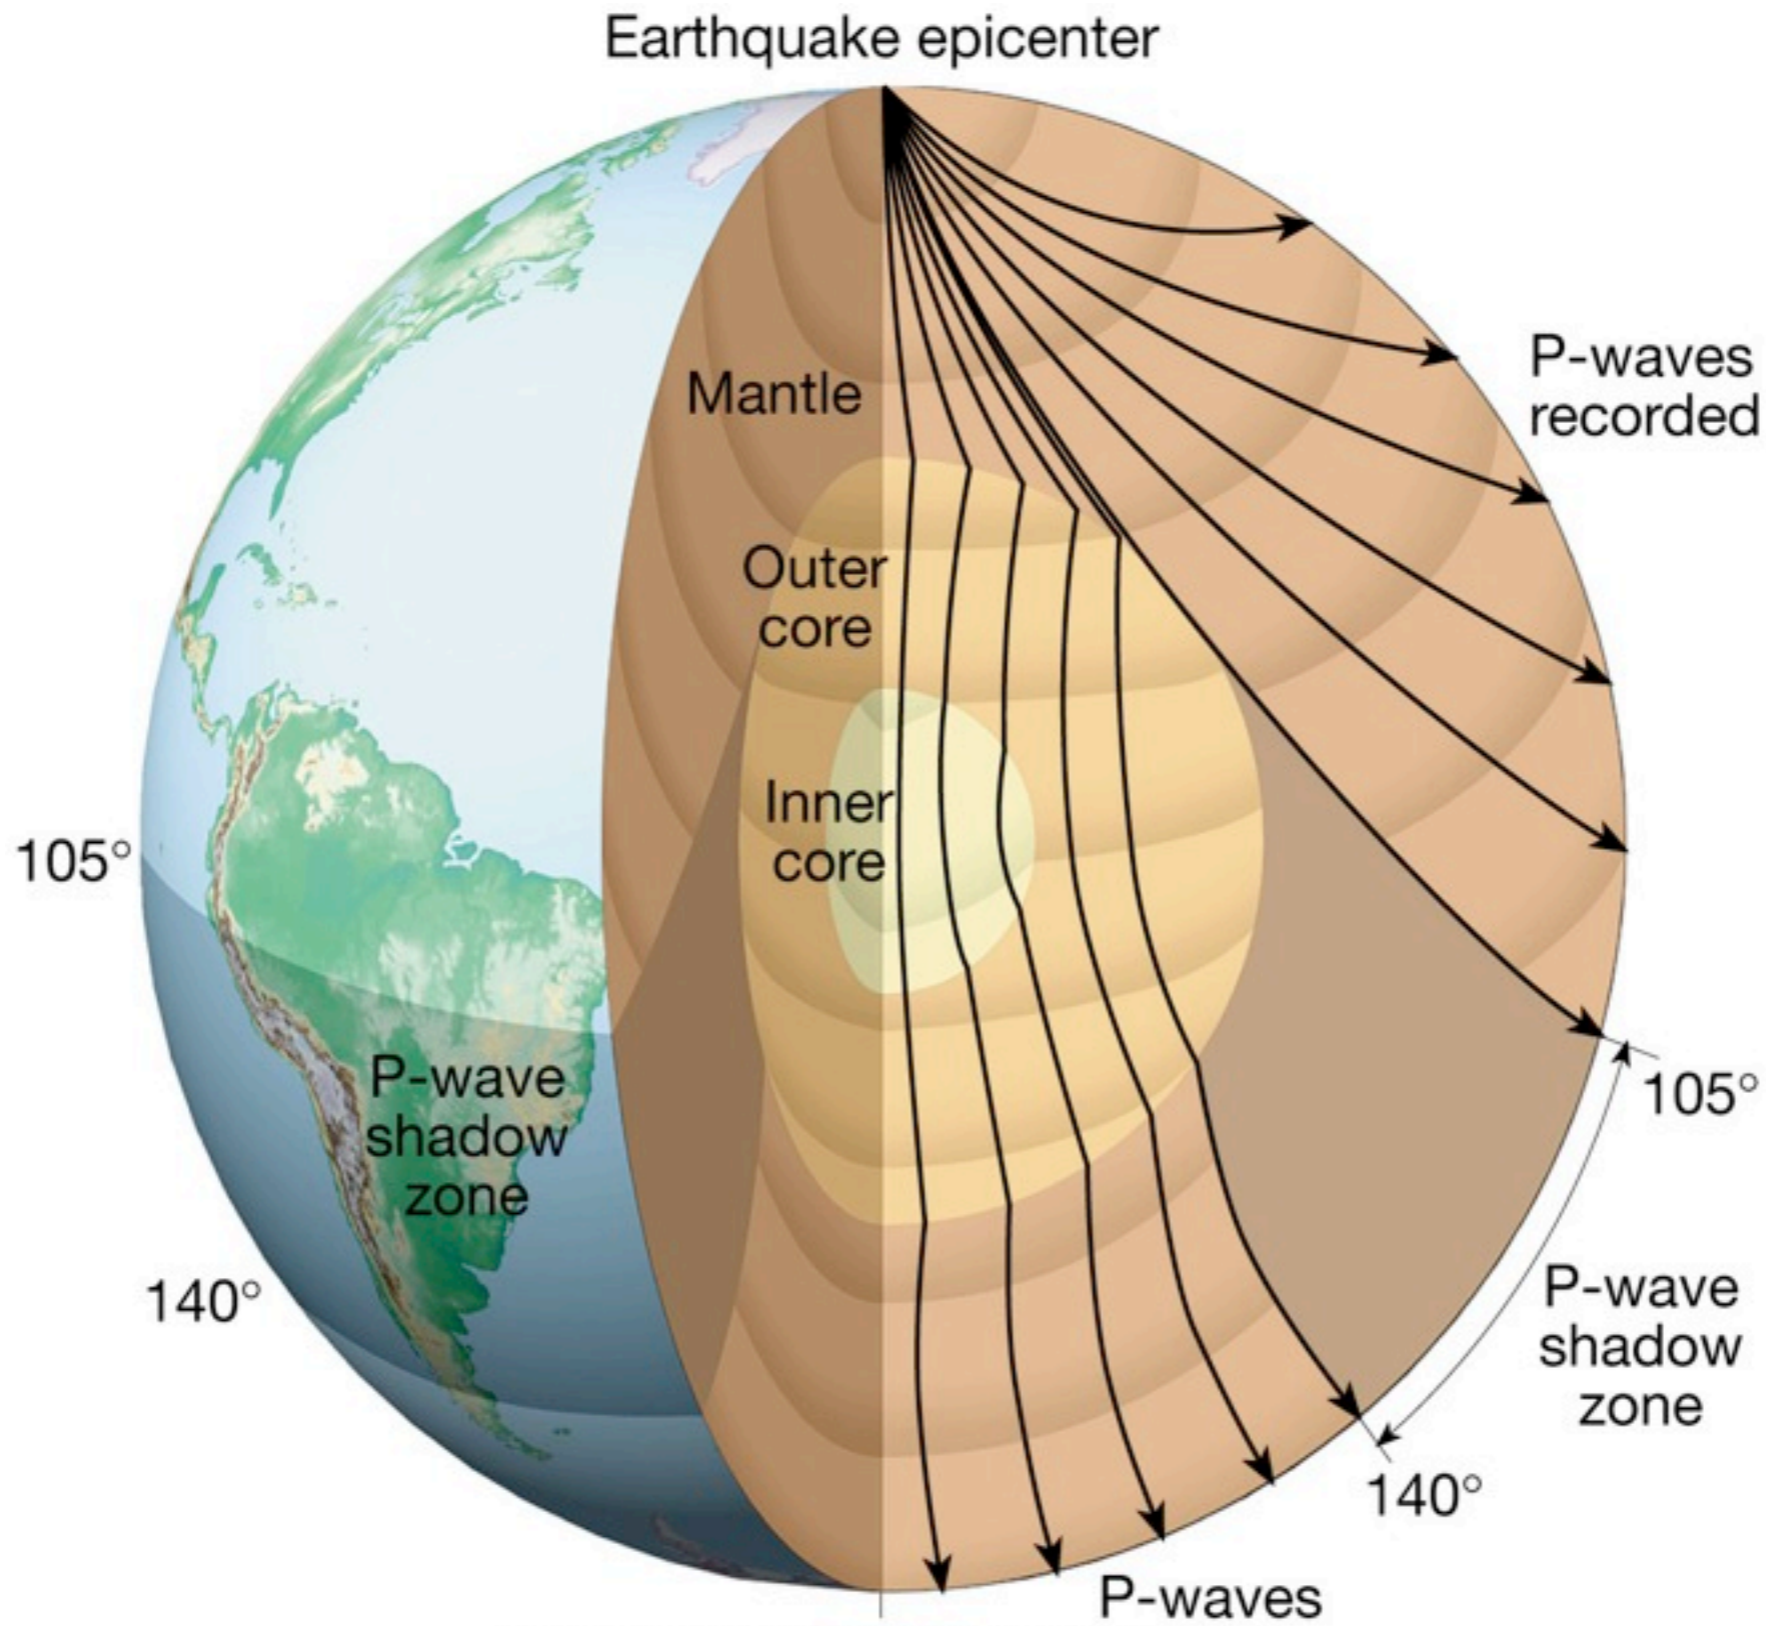 Earthquake epicenter
P-waves
recorded
Mantle
Outer
core
Inner
core
105°
P-wave
shadow
zone
140°
105°
P-wave
shadow
zone
140°
P-waves